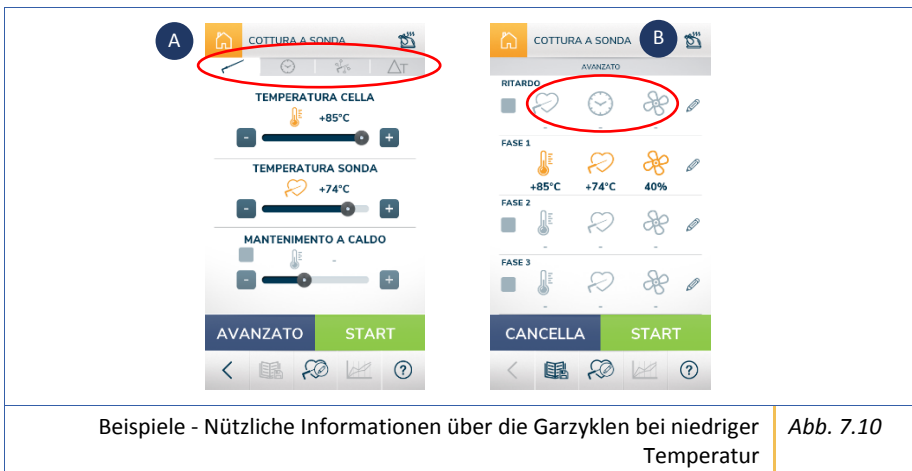 A
COTTURA A SONDA
ΔT
TEMPERATURA CELLA
+85°C
- +
TEMPERATURA SONDA
+74°C
- +
MANTENIMENTO A CALDO
-
- +
AVANZATO START
?
COTTURA A SONDA
B
AVANZATO
RITARDO
- - -
FASE 1
+85°C +74°C 40%
FASE 2
- - -
FASE 3
- - -
CANCELLA START
?
Beispiele - Nützliche Informationen über die Garzyklen bei niedriger
Temperatur
Abb. 7.10